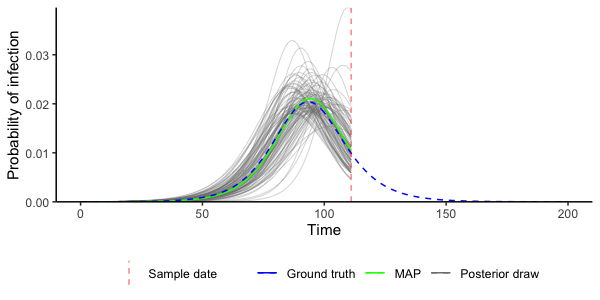 Probability of infection
0.03
0.02
0.01
0.00
0 50 100 150 200
Time
Sample date Ground truth MAP Posterior draw